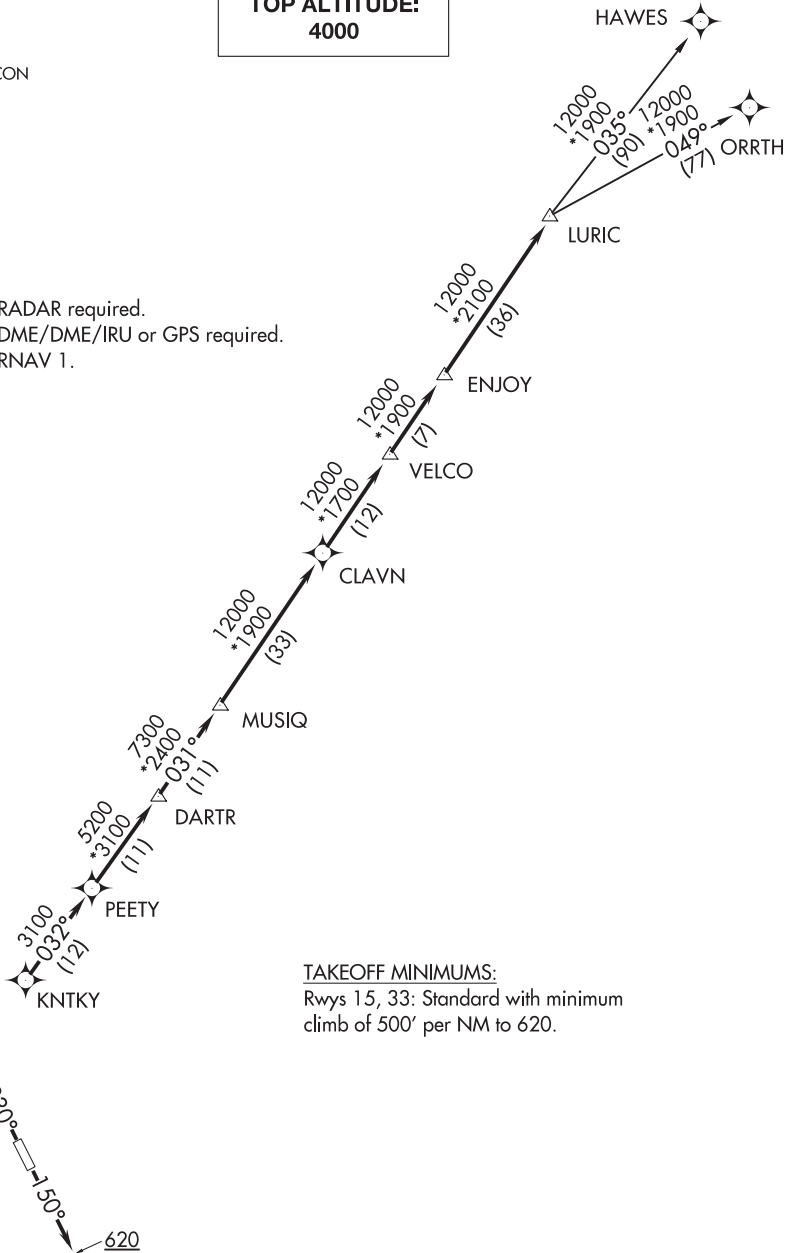 TOP ALTITUDE:
4000
HAWES
12000
*1900
035°
(90)
12000
*1900
049°
(77)
ORRTH
LURIC
RADAR required.
DME/DME/IRU or GPS required.
RNAV 1.
12000
*2100
(36)
ENJOY
12000
*1900
(7)
VELCO
12000
*1700
(12)
CLAVN
12000
*1900
(33)
MUSIQ
7300
*2400
031°
(11)
DARTR
5200
*3100
(11)
PEETY
3100
032°
(12)
KNTKY
TAKEOFF MINIMUMS:
Rwys 15, 33: Standard with minimum
climb of 500' per NM to 620.
150°
620